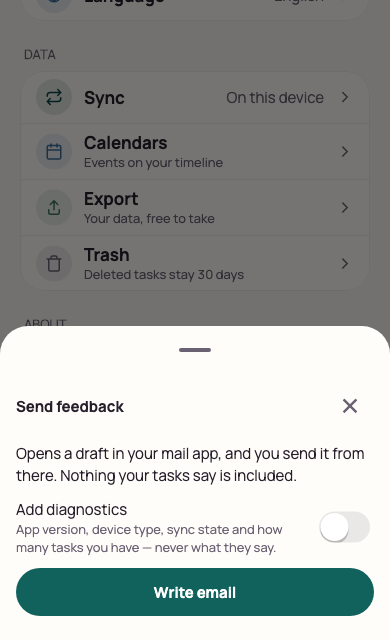 Language
English
DATA
Sync
On this device
Calendars
Events on your timeline
Export
Your data, free to take
Trash
Deleted tasks stay 30 days
ABOUT
Send feedback
Opens a draft in your mail app, and you send it from
there. Nothing your tasks say is included.
Add diagnostics
App version, device type, sync state and how
many tasks you have — never what they say.
Write email